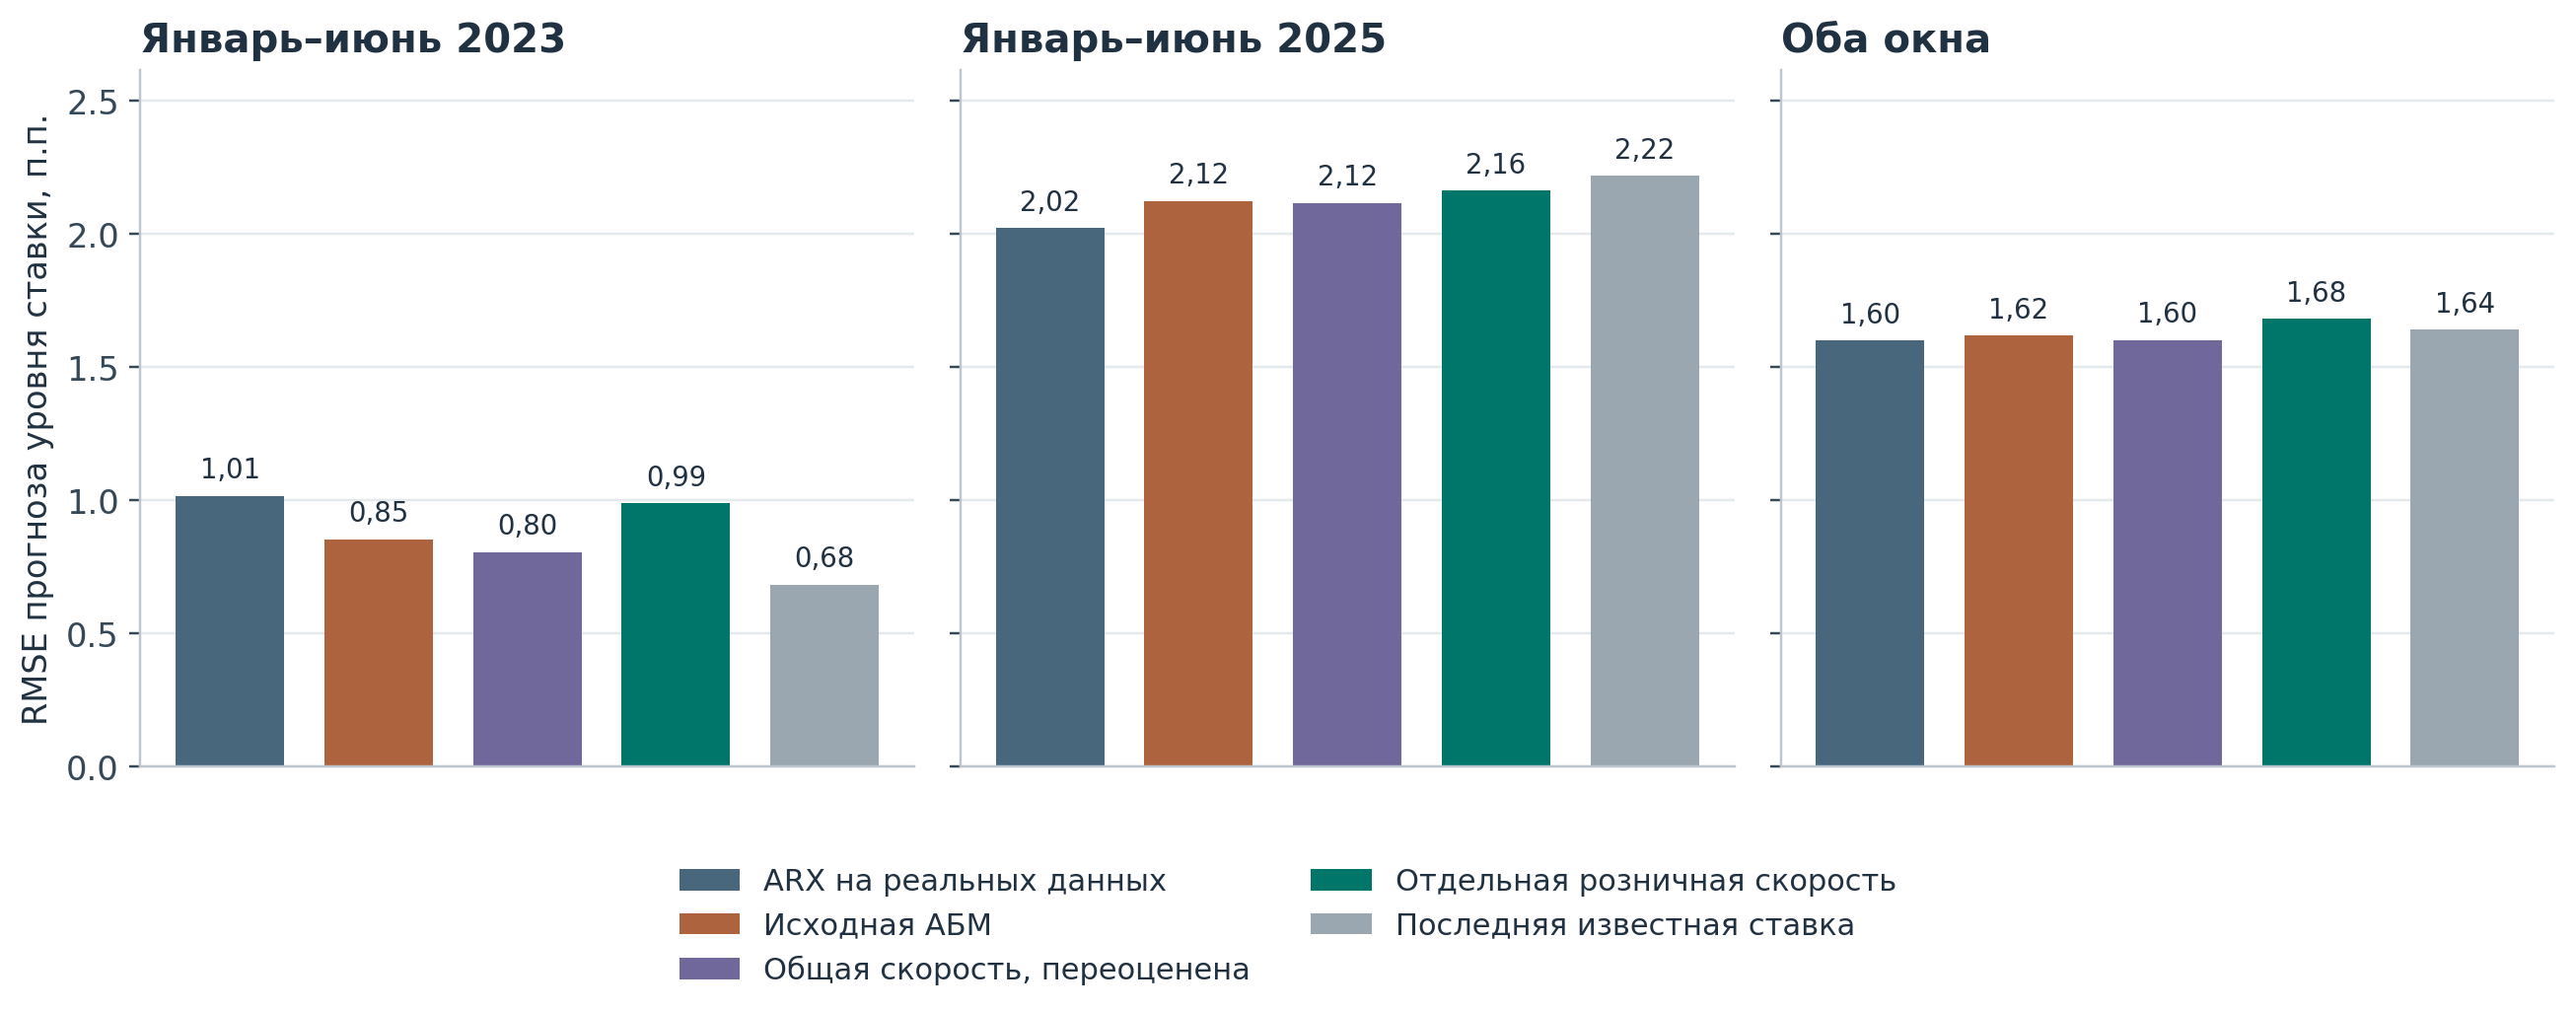 Январь–июнь 2023
Январь–июнь 2025
Оба окна
RMSE прогноза уровня ставки, п.п.
2.5
2.0
1.5
1.0
0.5
0.0
1,01
0,85
0,80
0,99
0,68
2,02
2,12
2,12
2,16
2,22
1,60
1,62
1,60
1,68
1,64
ARX на реальных данных
Исходная АБМ
Общая скорость, переоценена
Отдельная розничная скорость
Последняя известная ставка